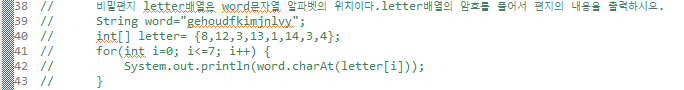 38 // 비밀편지 letter배열은 word문자열 알파벳의 위치이다.letter배열의 암호를 풀어서 편지의 내용을 출력하시오.
39 // String word="gehoudfkimjnlvy";
40 // int[] letter= {8,12,3,13,1,14,3,4};
41 // for(int i=0; i<=7; i++) {
42 // System.out.println(word.charAt(letter[i]));
43 // }